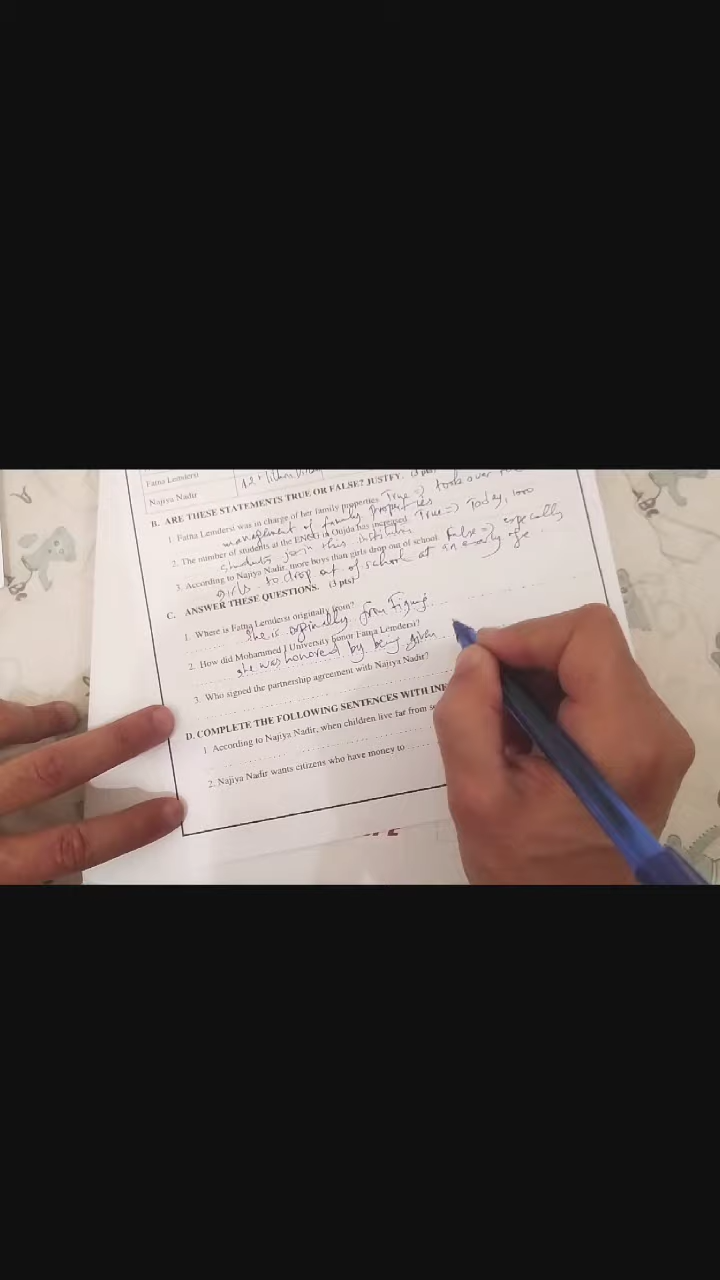 Fatna Lemdersi
Najiya Nadir
B. ARE THESE STATEMENTS TRUE OR FALSE? JUSTIFY.
1. Fatna Lemdersi was in charge of her family properties. True => took over the
management of family properties
2. The number of students at the ENCG in Oujda has increased. True => Today, 1000
students join this institution
3. According to Najiya Nadir, more boys than girls drop out of school. False => especially
girls to drop out of school at an early age
C. ANSWER THESE QUESTIONS. (3 pts)
1. Where is Fatna Lemdersi originally from?
she is originally from Figuig
2. How did Mohammed I University honor Fatna Lemdersi?
she was honored by being given
3. Who signed the partnership agreement with Najiya Nadir?
D. COMPLETE THE FOLLOWING SENTENCES WITH
1. According to Najiya Nadir, when children live far from
2. Najiya Nadir wants citizens who have money to